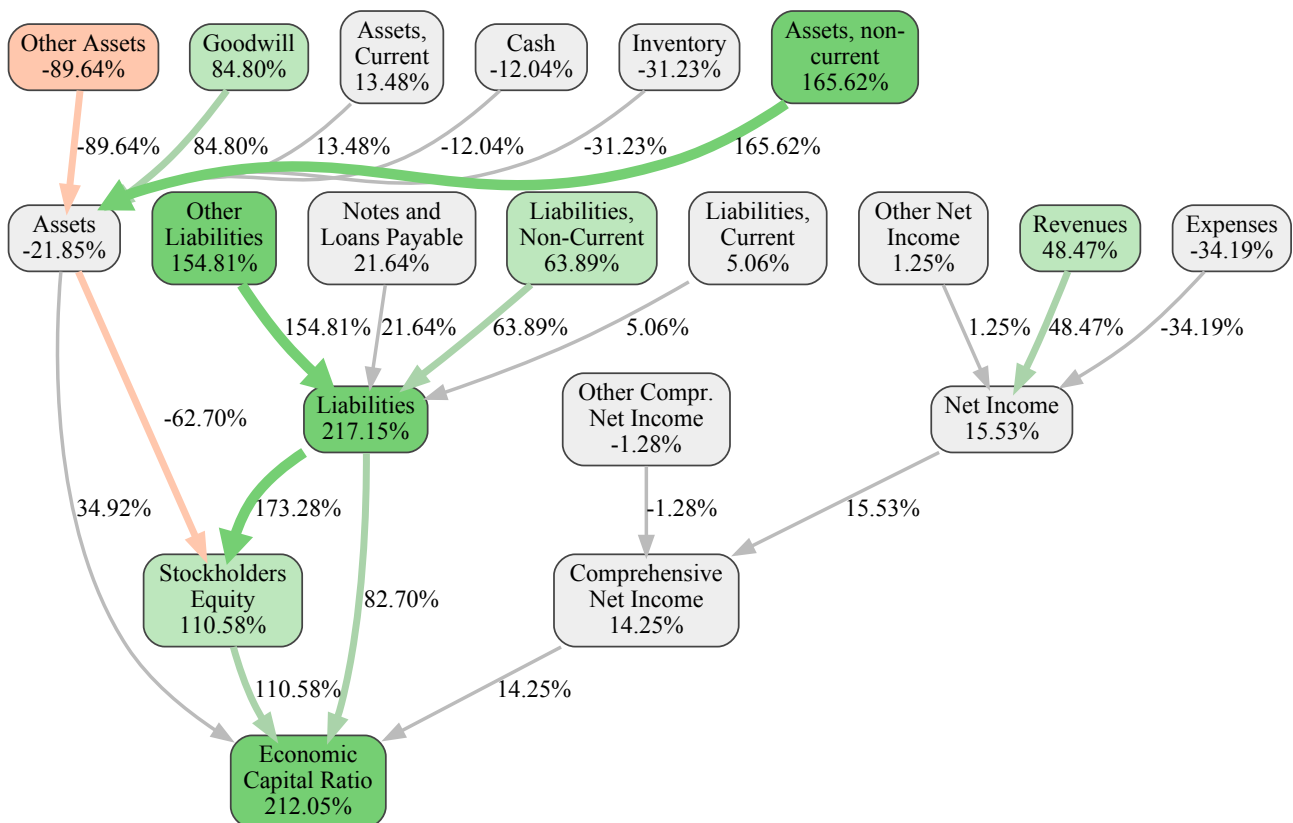 Other Assets
-89.64%
Goodwill
84.80%
Assets,
Current
13.48%
Cash
-12.04%
Inventory
-31.23%
Assets, non-
current
165.62%
-89.64%
84.80%
13.48%
-12.04%
-31.23%
165.62%
Assets
-21.85%
Other
Liabilities
154.81%
Notes and
Loans Payable
21.64%
Liabilities,
Non-Current
63.89%
Liabilities,
Current
5.06%
Other Net
Income
1.25%
Revenues
48.47%
Expenses
-34.19%
154.81%
21.64%
63.89%
5.06%
1.25%
48.47%
-34.19%
-62.70%
Liabilities
217.15%
Other Compr.
Net Income
-1.28%
Net Income
15.53%
34.92%
173.28%
-1.28%
15.53%
Stockholders
Equity
110.58%
82.70%
Comprehensive
Net Income
14.25%
110.58%
14.25%
Economic
Capital Ratio
212.05%